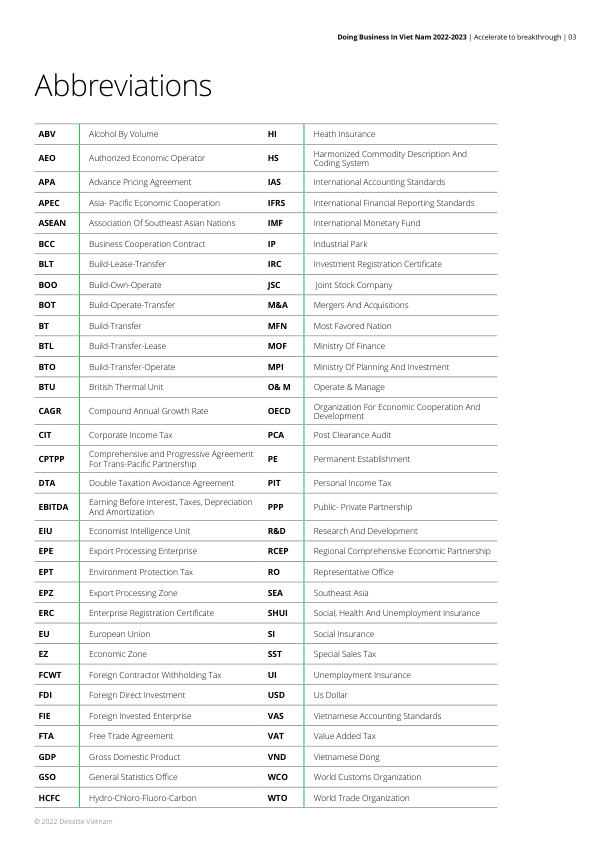 Doing Business In Viet Nam 2022-2023 | Accelerate to breakthrough | 03
Abbreviations
ABV Alcohol By Volume HI Heath Insurance
AEO Authorized Economic Operator HS Harmonized Commodity Description And
Coding System
APA Advance Pricing Agreement IAS International Accounting Standards
APEC Asia- Pacific Economic Cooperation IFRS International Financial Reporting Standards
ASEAN Association Of Southeast Asian Nations IMF International Monetary Fund
BCC Business Cooperation Contract IP Industrial Park
BLT Build-Lease-Transfer IRC Investment Registration Certificate
BOO Build-Own-Operate JSC Joint Stock Company
BOT Build-Operate-Transfer M&A Mergers And Acquisitions
BT Build-Transfer MFN Most Favored Nation
BTL Build-Transfer-Lease MOF Ministry Of Finance
BTO Build-Transfer-Operate MPI Ministry Of Planning And Investment
BTU British Thermal Unit O& M Operate & Manage
CAGR Compound Annual Growth Rate OECD Organization For Economic Cooperation And
Development
CIT Corporate Income Tax PCA Post Clearance Audit
CPTPP Comprehensive and Progressive Agreement
For Trans-Pacific Partnership PE Permanent Establishment
DTA Double Taxation Avoidance Agreement PIT Personal Income Tax
EBITDA Earning Before Interest, Taxes, Depreciation
And Amortization PPP Public- Private Partnership
EIU Economist Intelligence Unit R&D Research And Development
EPE Export Processing Enterprise RCEP Regional Comprehensive Economic Partnership
EPT Environment Protection Tax RO Representative Office
EPZ Export Processing Zone SEA Southeast Asia
ERC Enterprise Registration Certificate SHUI Social, Health And Unemployment Insurance
EU European Union SI Social Insurance
EZ Economic Zone SST Special Sales Tax
FCWT Foreign Contractor Withholding Tax UI Unemployment Insurance
FDI Foreign Direct Investment USD Us Dollar
FIE Foreign Invested Enterprise VAS Vietnamese Accounting Standards
FTA Free Trade Agreement VAT Value Added Tax
GDP Gross Domestic Product VND Vietnamese Dong
GSO General Statistics Office WCO World Customs Organization
HCFC Hydro-Chloro-Fluoro-Carbon WTO World Trade Organization
© 2022 Deloitte Vietnam